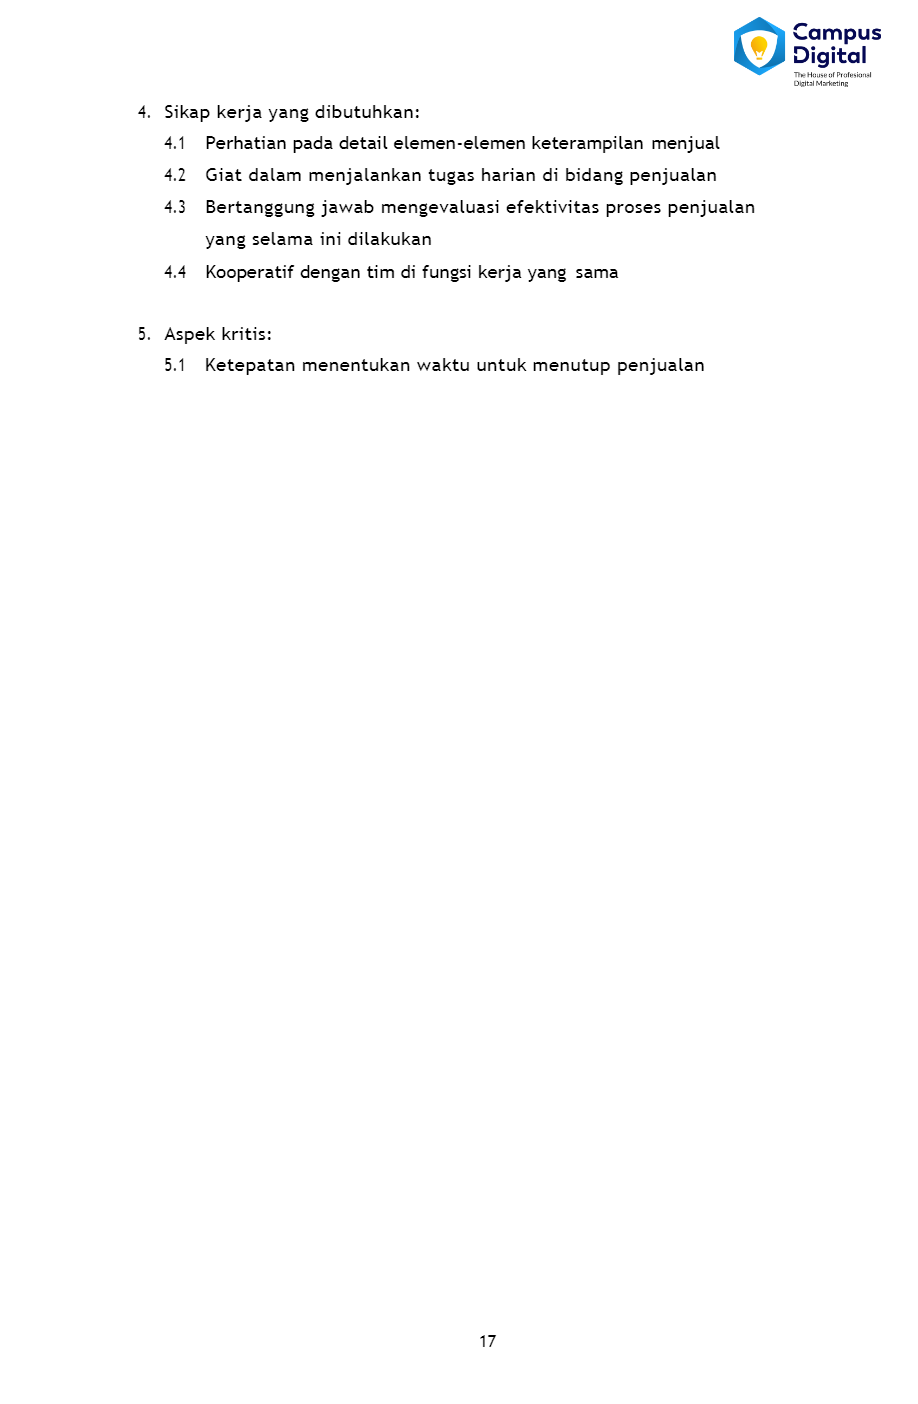 Campus
Digital
The House of Profesional
Digital Marketing
4. Sikap kerja yang dibutuhkan:
4.1 Perhatian pada detail elemen-elemen keterampilan menjual
4.2 Giat dalam menjalankan tugas harian di bidang penjualan
4.3 Bertanggung jawab mengevaluasi efektivitas proses penjualan
yang selama ini dilakukan
4.4 Kooperatif dengan tim di fungsi kerja yang sama
5. Aspek kritis:
5.1 Ketepatan menentukan waktu untuk menutup penjualan
17